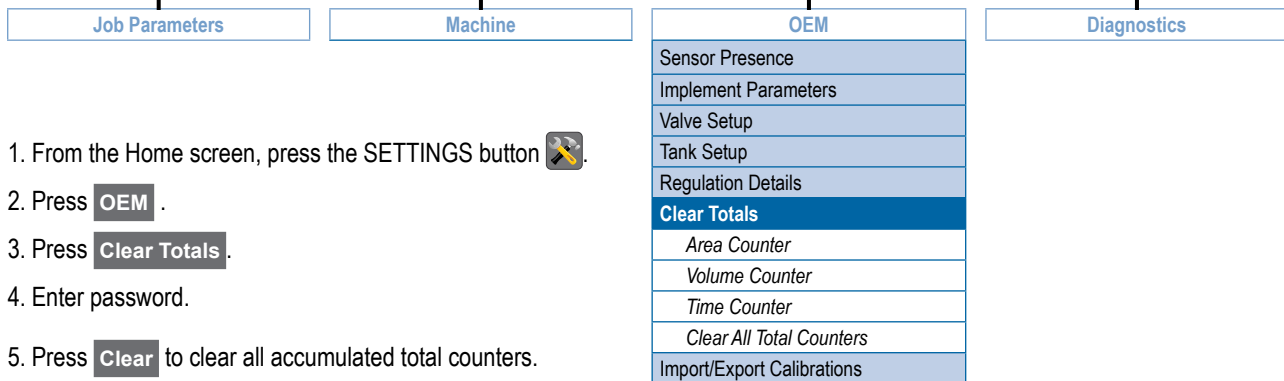 Job Parameters
Machine
OEM
Diagnostics
Sensor Presence
Implement Parameters
Valve Setup
Tank Setup
Regulation Details
Clear Totals
Area Counter
Volume Counter
Time Counter
Clear All Total Counters
Import/Export Calibrations
1. From the Home screen, press the SETTINGS button .
2. Press OEM .
3. Press Clear Totals .
4. Enter password.
5. Press Clear to clear all accumulated total counters.